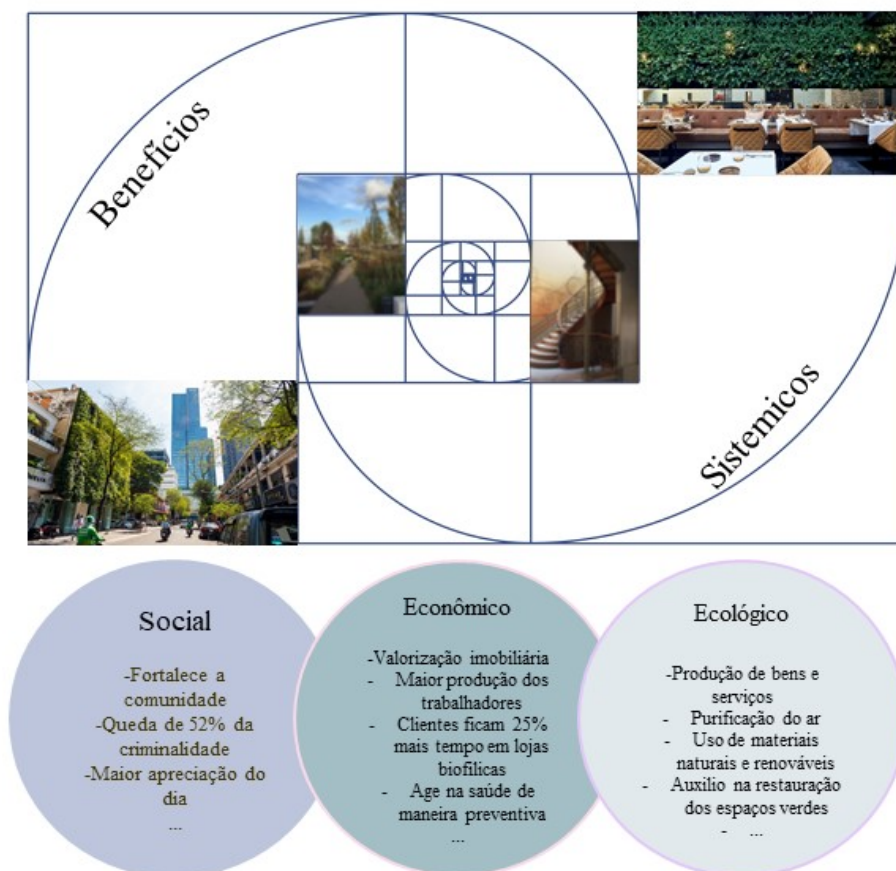 Benefícios
Sistemicos
Social
-Fortalece a
comunidade
-Queda de 52% da
criminalidade
-Maior apreciação do
dia
...
Econômico
-Valorização imobiliária
- Maior produção dos
trabalhadores
- Clientes ficam 25%
mais tempo em lojas
biofílicas
- Age na saúde de
maneira preventiva
...
Ecológico
-Produção de bens e
serviços
- Purificação do ar
- Uso de materiais
naturais e renováveis
- Auxilio na restauração
dos espaços verdes
- ...